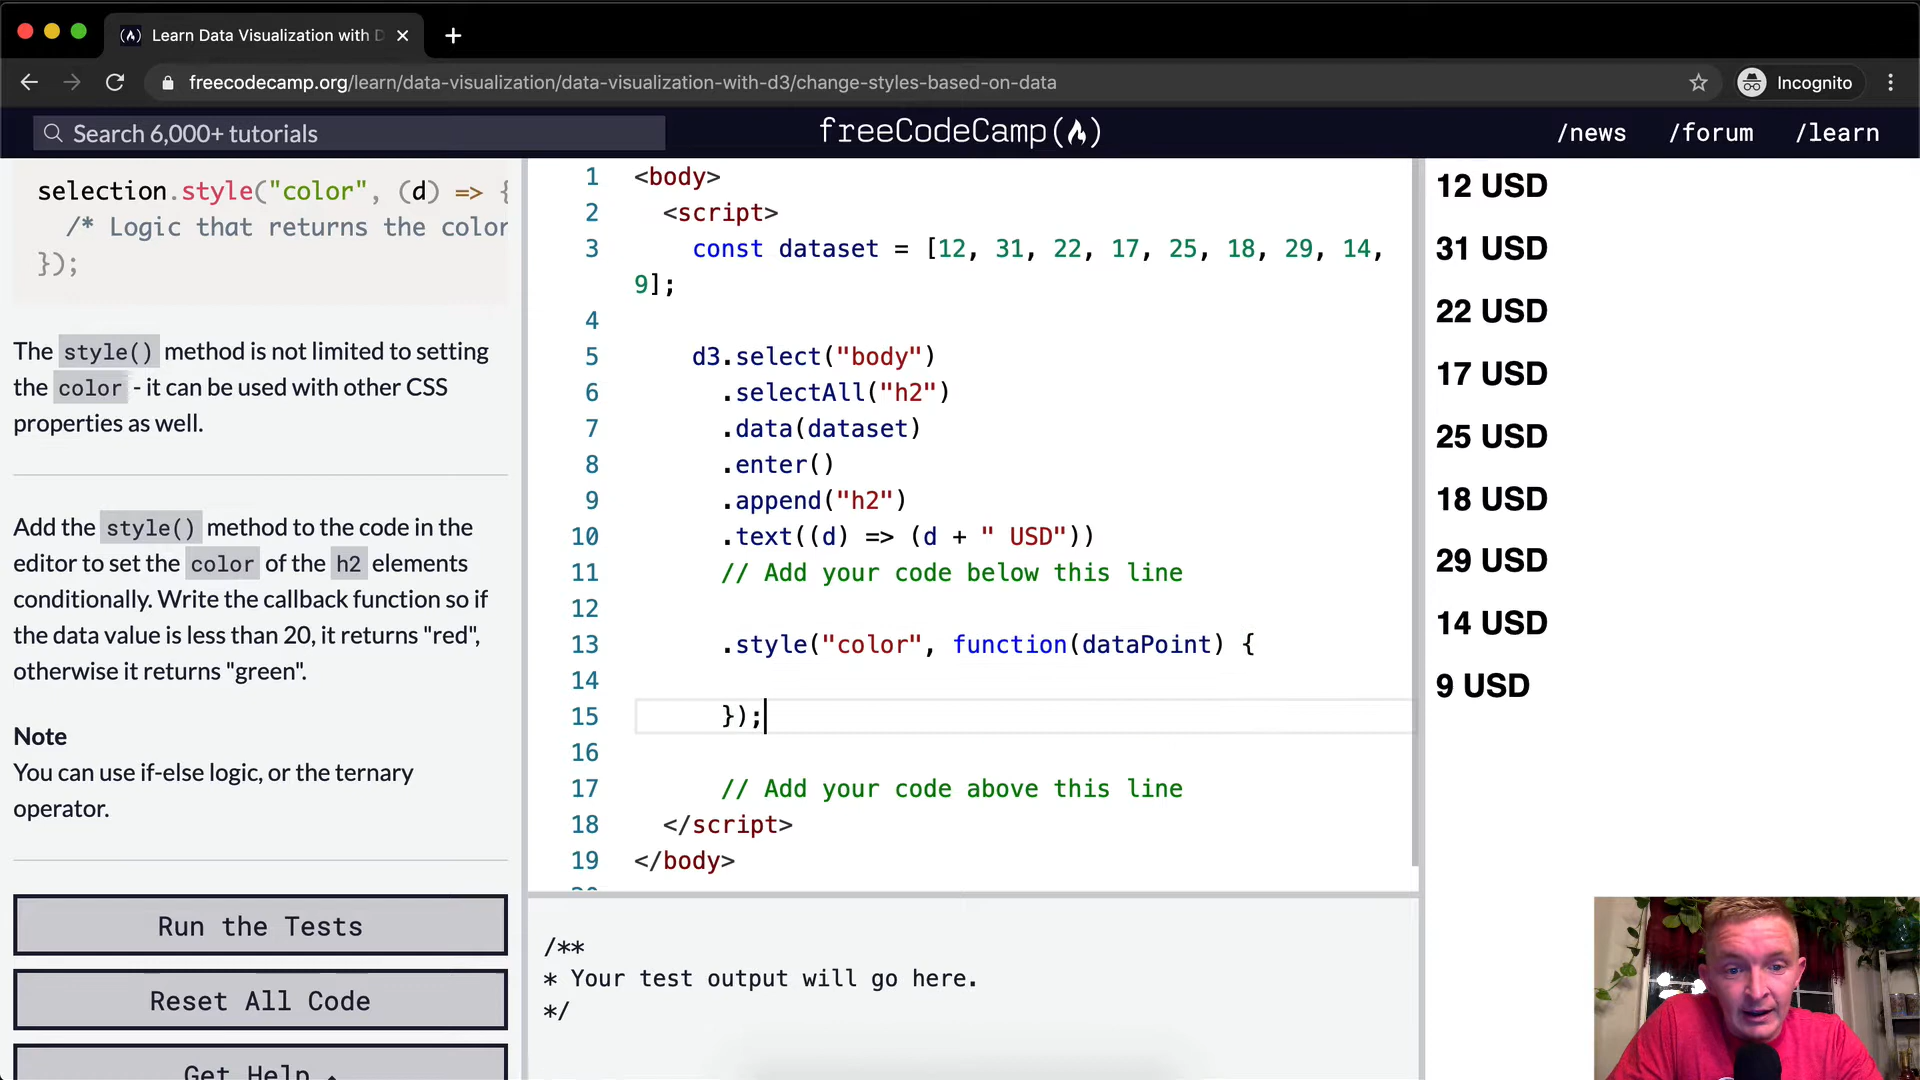 Learn Data Visualization with D
freecodecamp.org/learn/data-visualization/data-visualization-with-d3/change-styles-based-on-data
Incognito
Search 6,000+ tutorials
freeCodeCamp
/news
/forum
/learn
selection.style("color", (d) => {
/* Logic that returns the color
});
The style() method is not limited to setting
the color - it can be used with other CSS
properties as well.
Add the style() method to the code in the
editor to set the color of the h2 elements
conditionally. Write the callback function so if
the data value is less than 20, it returns "red",
otherwise it returns "green".
Note
You can use if-else logic, or the ternary
operator.
Run the Tests
Reset All Code
Get Help
1 <body>
2 <script>
3 const dataset = [12, 31, 22, 17, 25, 18, 29, 14,
9];
4
5 d3.select("body")
6 .selectAll("h2")
7 .data(dataset)
8 .enter()
9 .append("h2")
10 .text((d) => (d + " USD"))
11 // Add your code below this line
12
13 .style("color", function(dataPoint) {
14
15 });
16
17 // Add your code above this line
18 </script>
19 </body>
/**
* Your test output will go here.
*/
12 USD
31 USD
22 USD
17 USD
25 USD
18 USD
29 USD
14 USD
9 USD